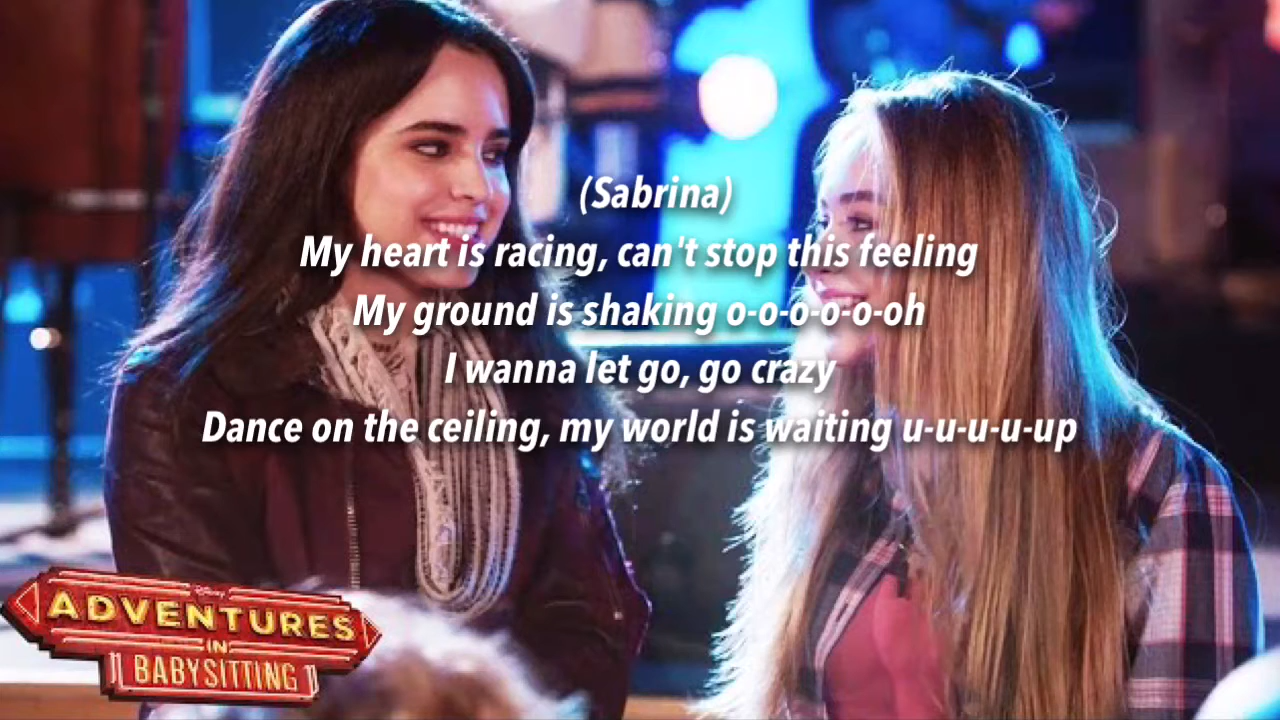 (Sabrina)
My heart is racing, can't stop this feeling
My ground is shaking o-o-o-o-o-oh
I wanna let go, go crazy
Dance on the ceiling, my world is waiting u-u-u-u-up
Disney
ADVENTURES
IN
BABYSITTING